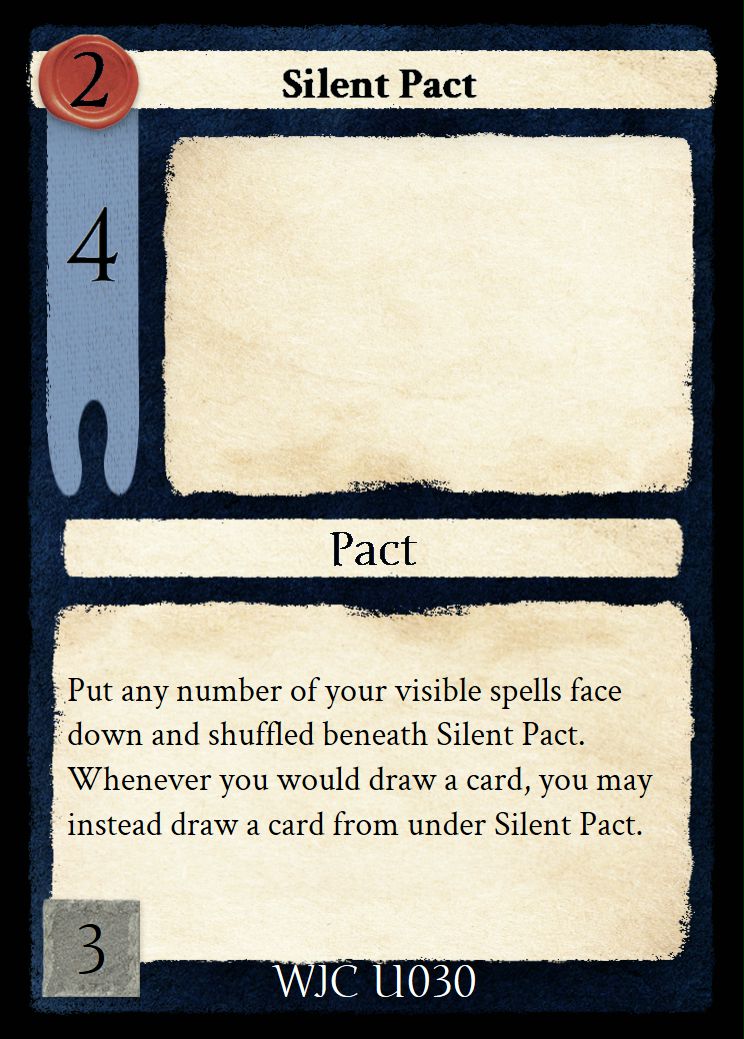 2
Silent Pact
4
Pact
Put any number of your visible spells face
down and shuffled beneath Silent Pact.
Whenever you would draw a card, you may
instead draw a card from under Silent Pact.
3
WJC U030